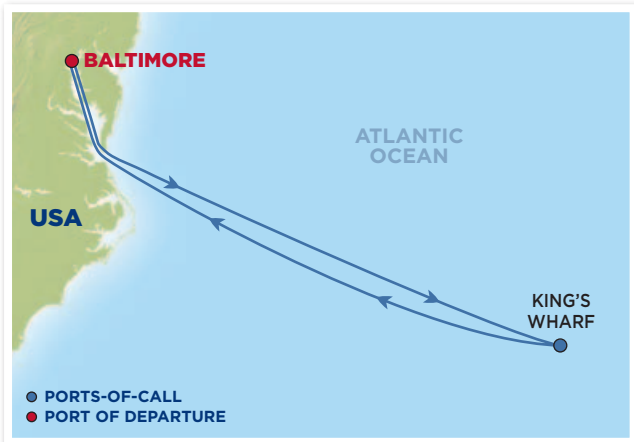 BALTIMORE
ATLANTIC
OCEAN
USA
KING'S
WHARF
PORTS-OF-CALL
PORT OF DEPARTURE